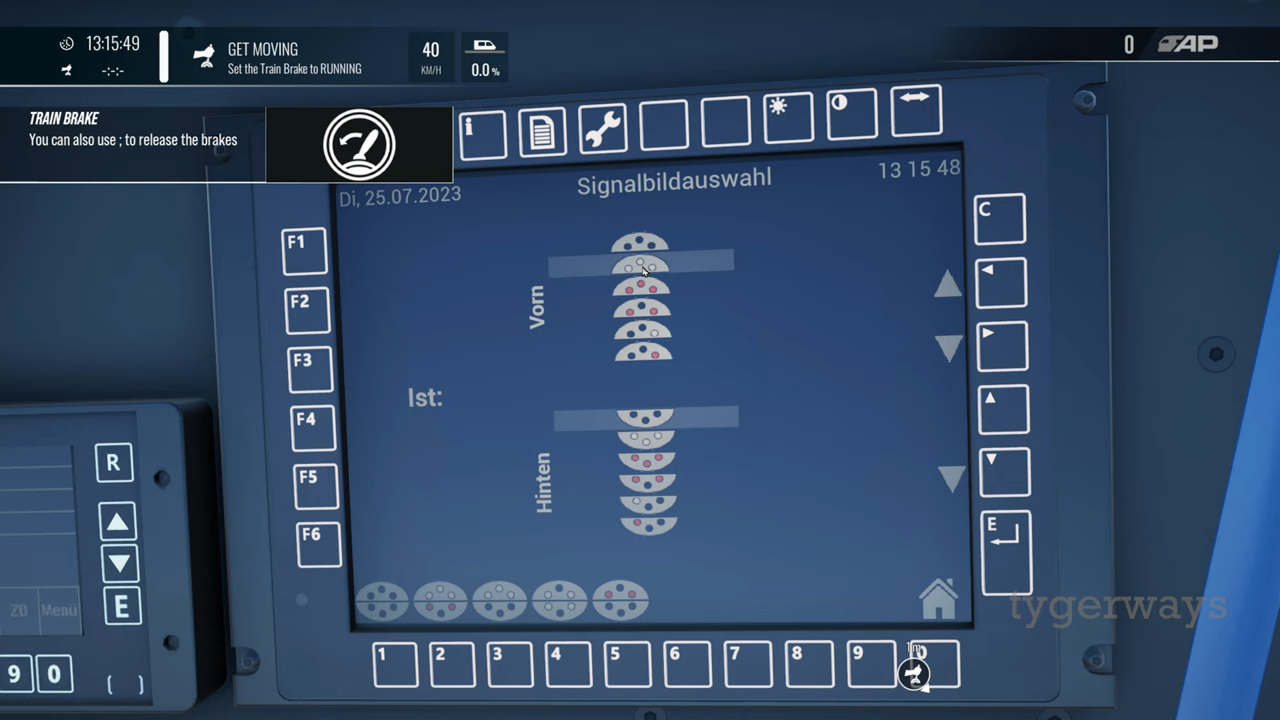 13:15:49
-:-:-
GET MOVING
Set the Train Brake to RUNNING
40
KM/H
0.0%
0
AP
TRAIN BRAKE
You can also use ; to release the brakes
i
Di, 25.07.2023
Signalbildauswahl
13 15 48
F1
F2
F3
F4
F5
F6
Vorn
Ist:
Hinten
C
E
R
E
ZD
Menü
9
0
( )
1
2
3
4
5
6
7
8
9
0
1m
tygerways